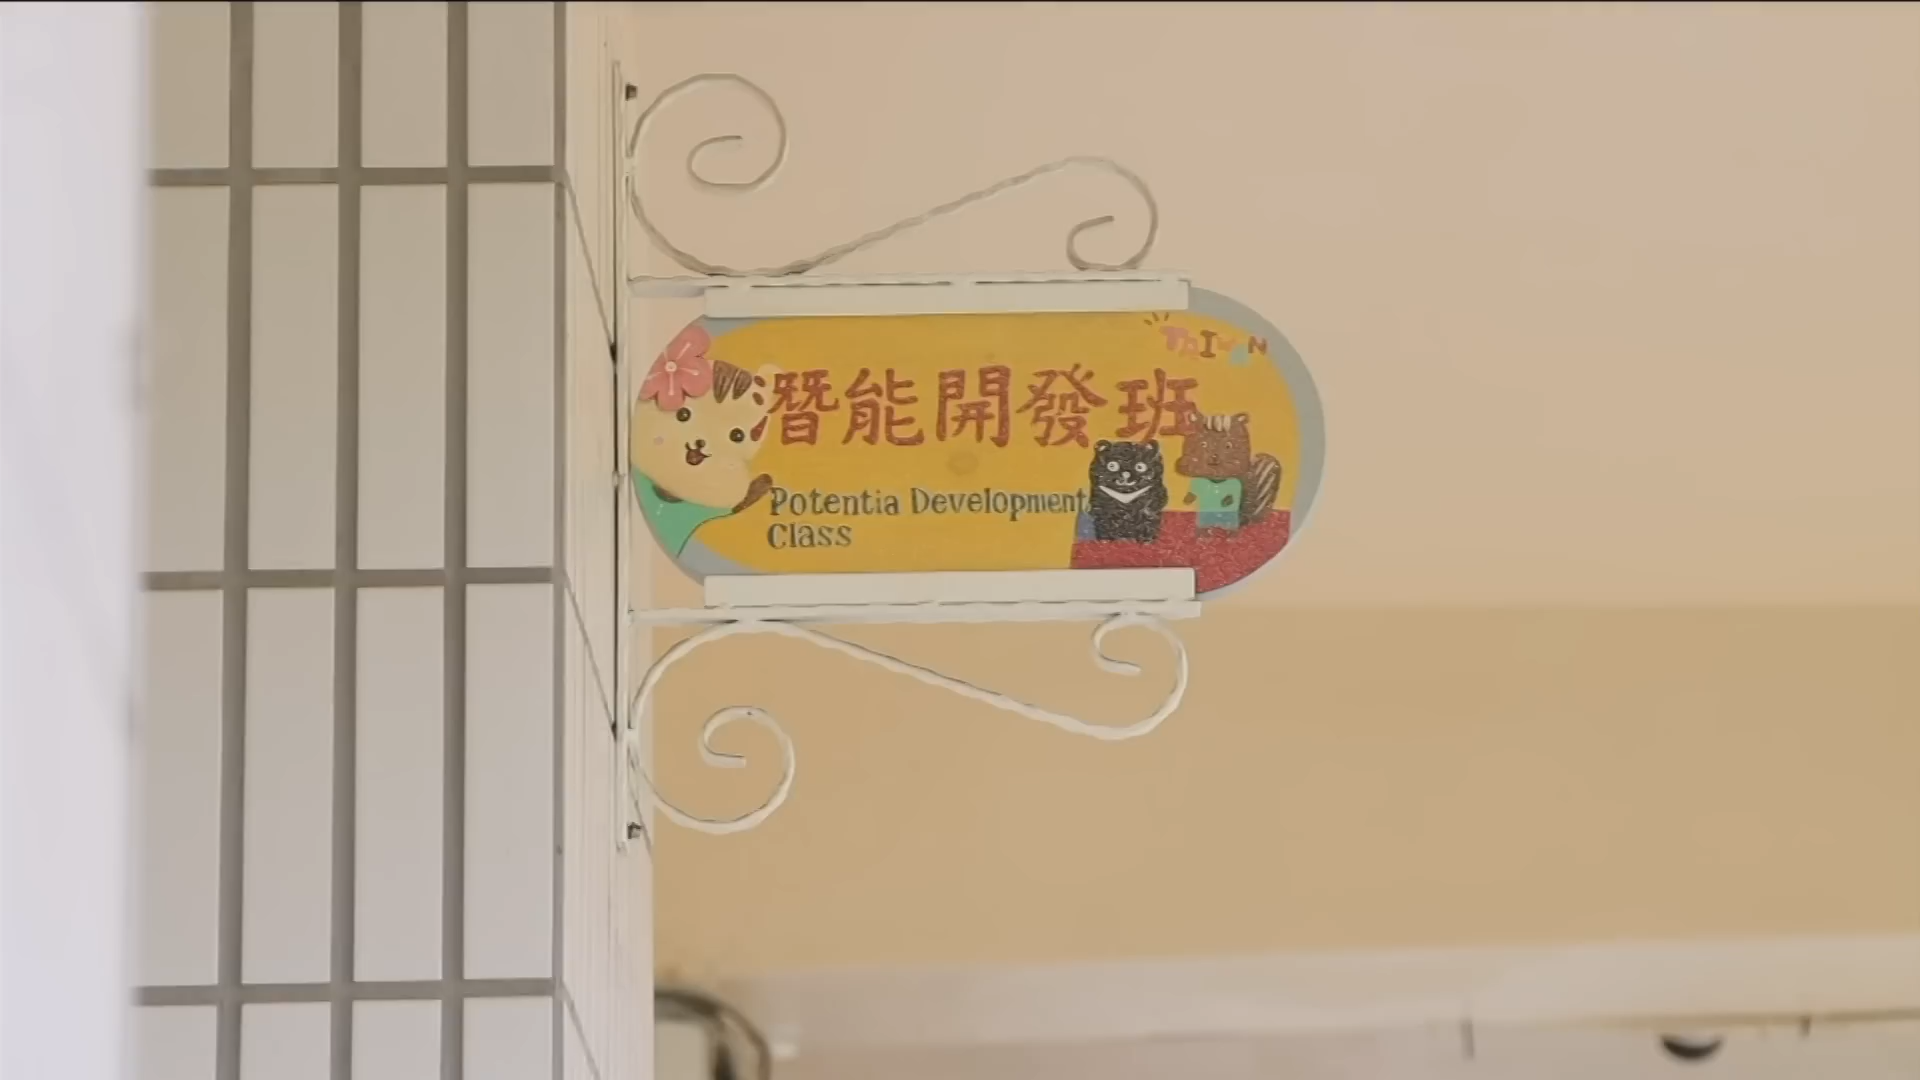 TAIWAN
潛能開發班
Potentia Development
Class